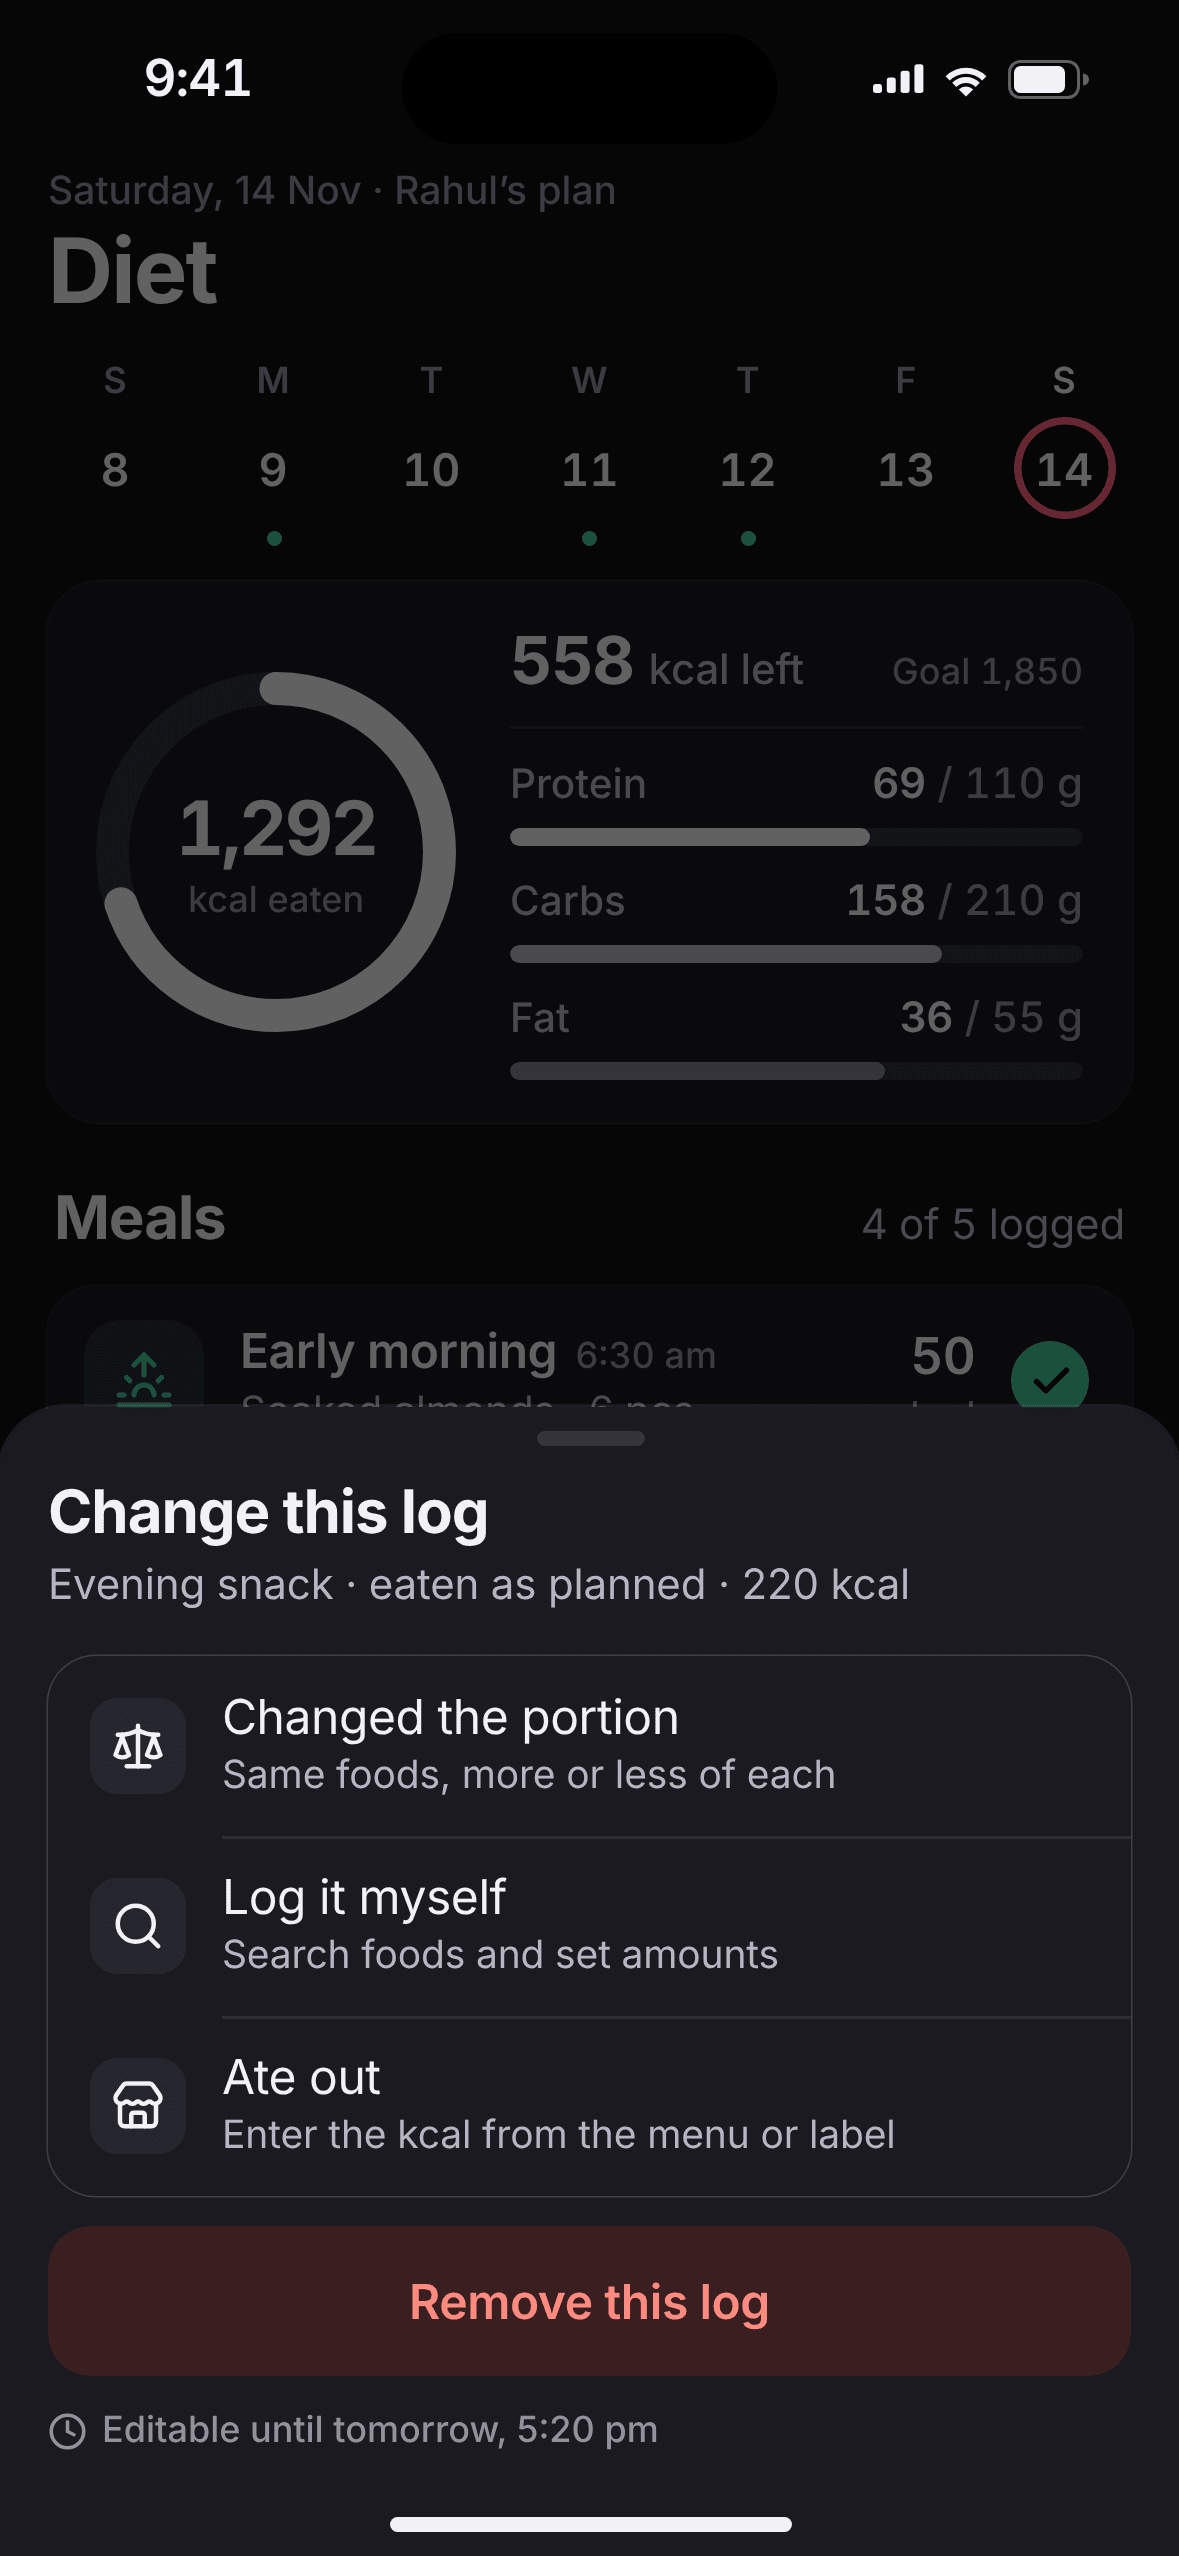 9:41
Saturday, 14 Nov · Rahul’s plan
Diet
S M T W T F S
8 9 10 11 12 13 14
558 kcal left Goal 1,850
1,292
kcal eaten
Protein 69 / 110 g
Carbs 158 / 210 g
Fat 36 / 55 g
Meals 4 of 5 logged
Early morning 6:30 am 50
Soaked almonds · 6 pcs
Change this log
Evening snack · eaten as planned · 220 kcal
Changed the portion
Same foods, more or less of each
Log it myself
Search foods and set amounts
Ate out
Enter the kcal from the menu or label
Remove this log
Editable until tomorrow, 5:20 pm